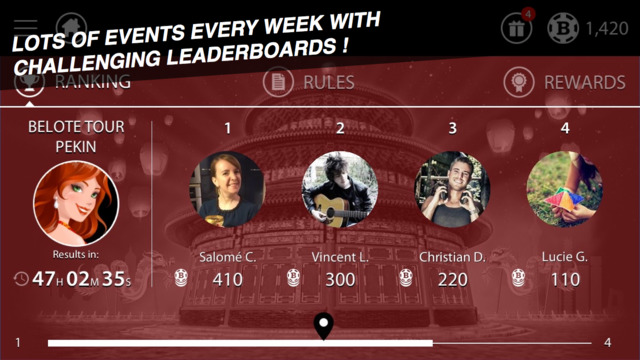 LOTS OF EVENTS EVERY WEEK WITH
CHALLENGING LEADERBOARDS !
4
B
1,420
RANKING
RULES
REWARDS
BELOTE TOUR
PEKIN
Results in:
47H 02M 35S
1
2
3
4
Salomé C.
Vincent L.
Christian D.
Lucie G.
410
300
220
110
1
4